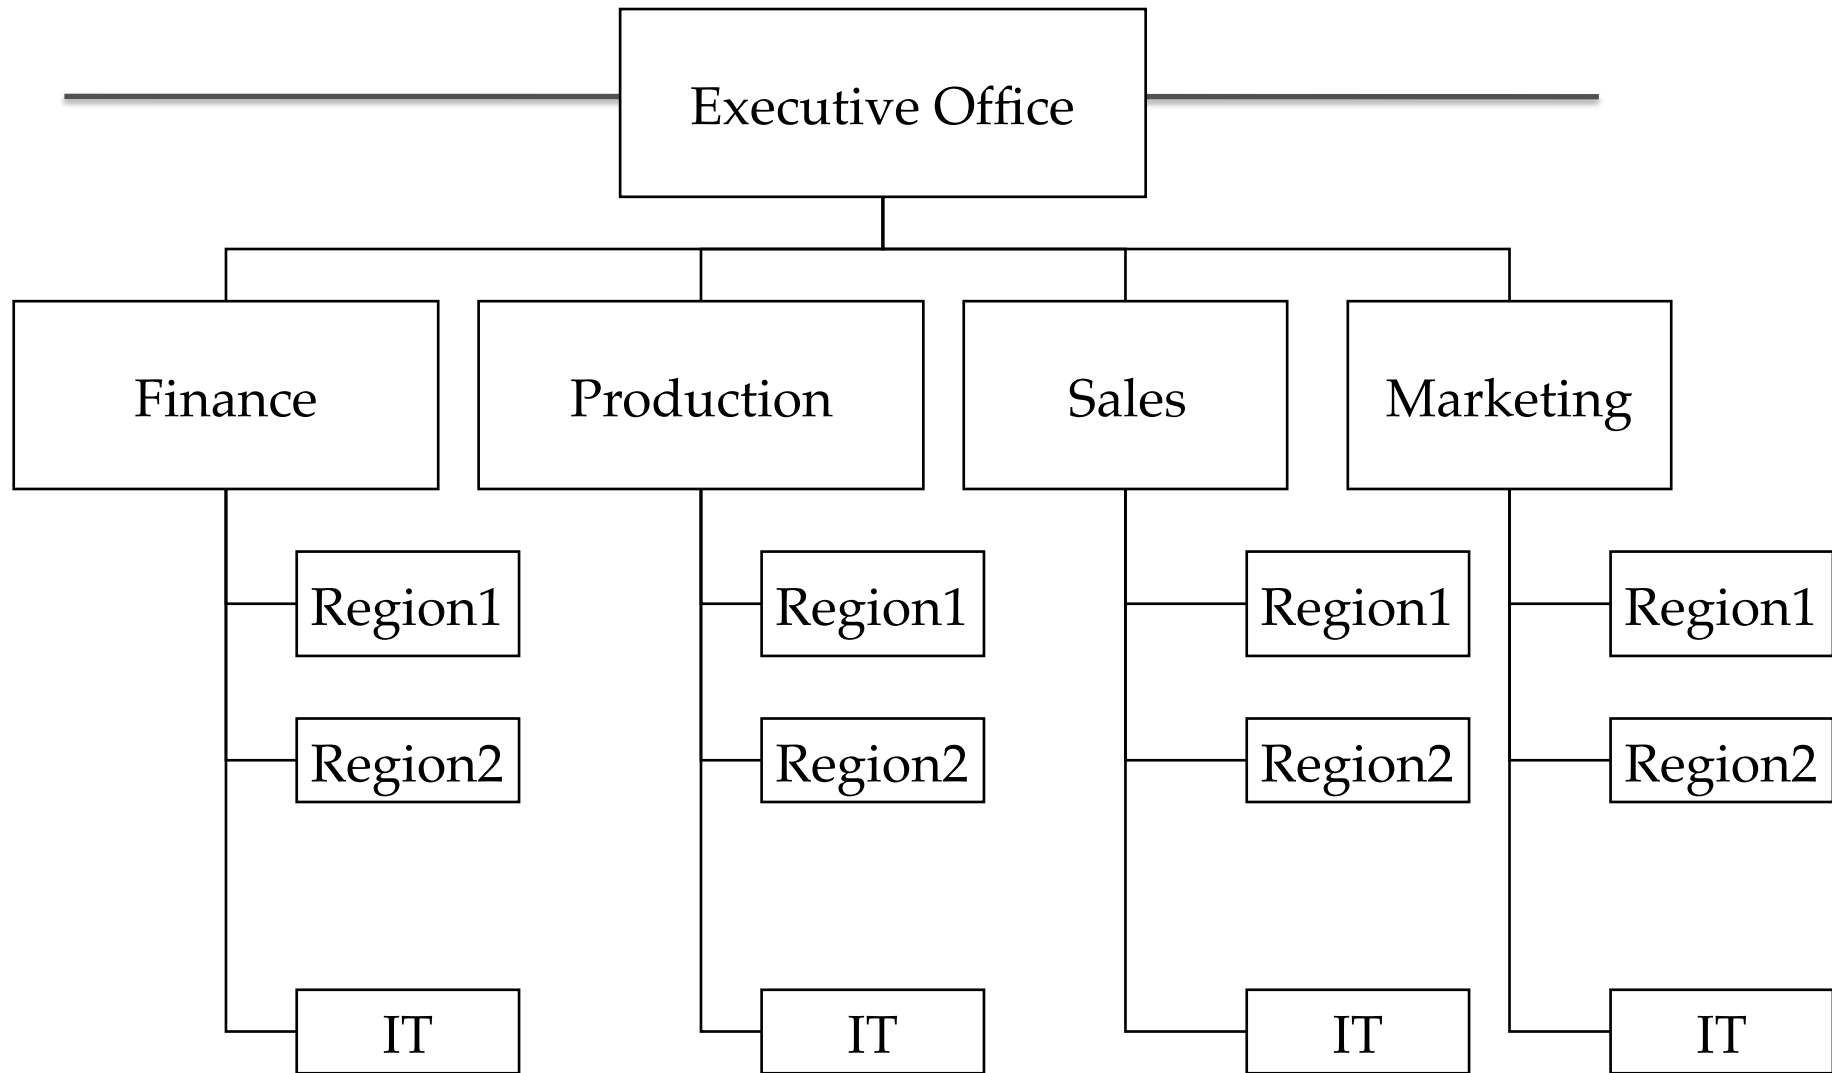 Executive Office
Finance
Production
Sales
Marketing
Region1
Region1
Region1
Region1
Region2
Region2
Region2
Region2
IT
IT
IT
IT